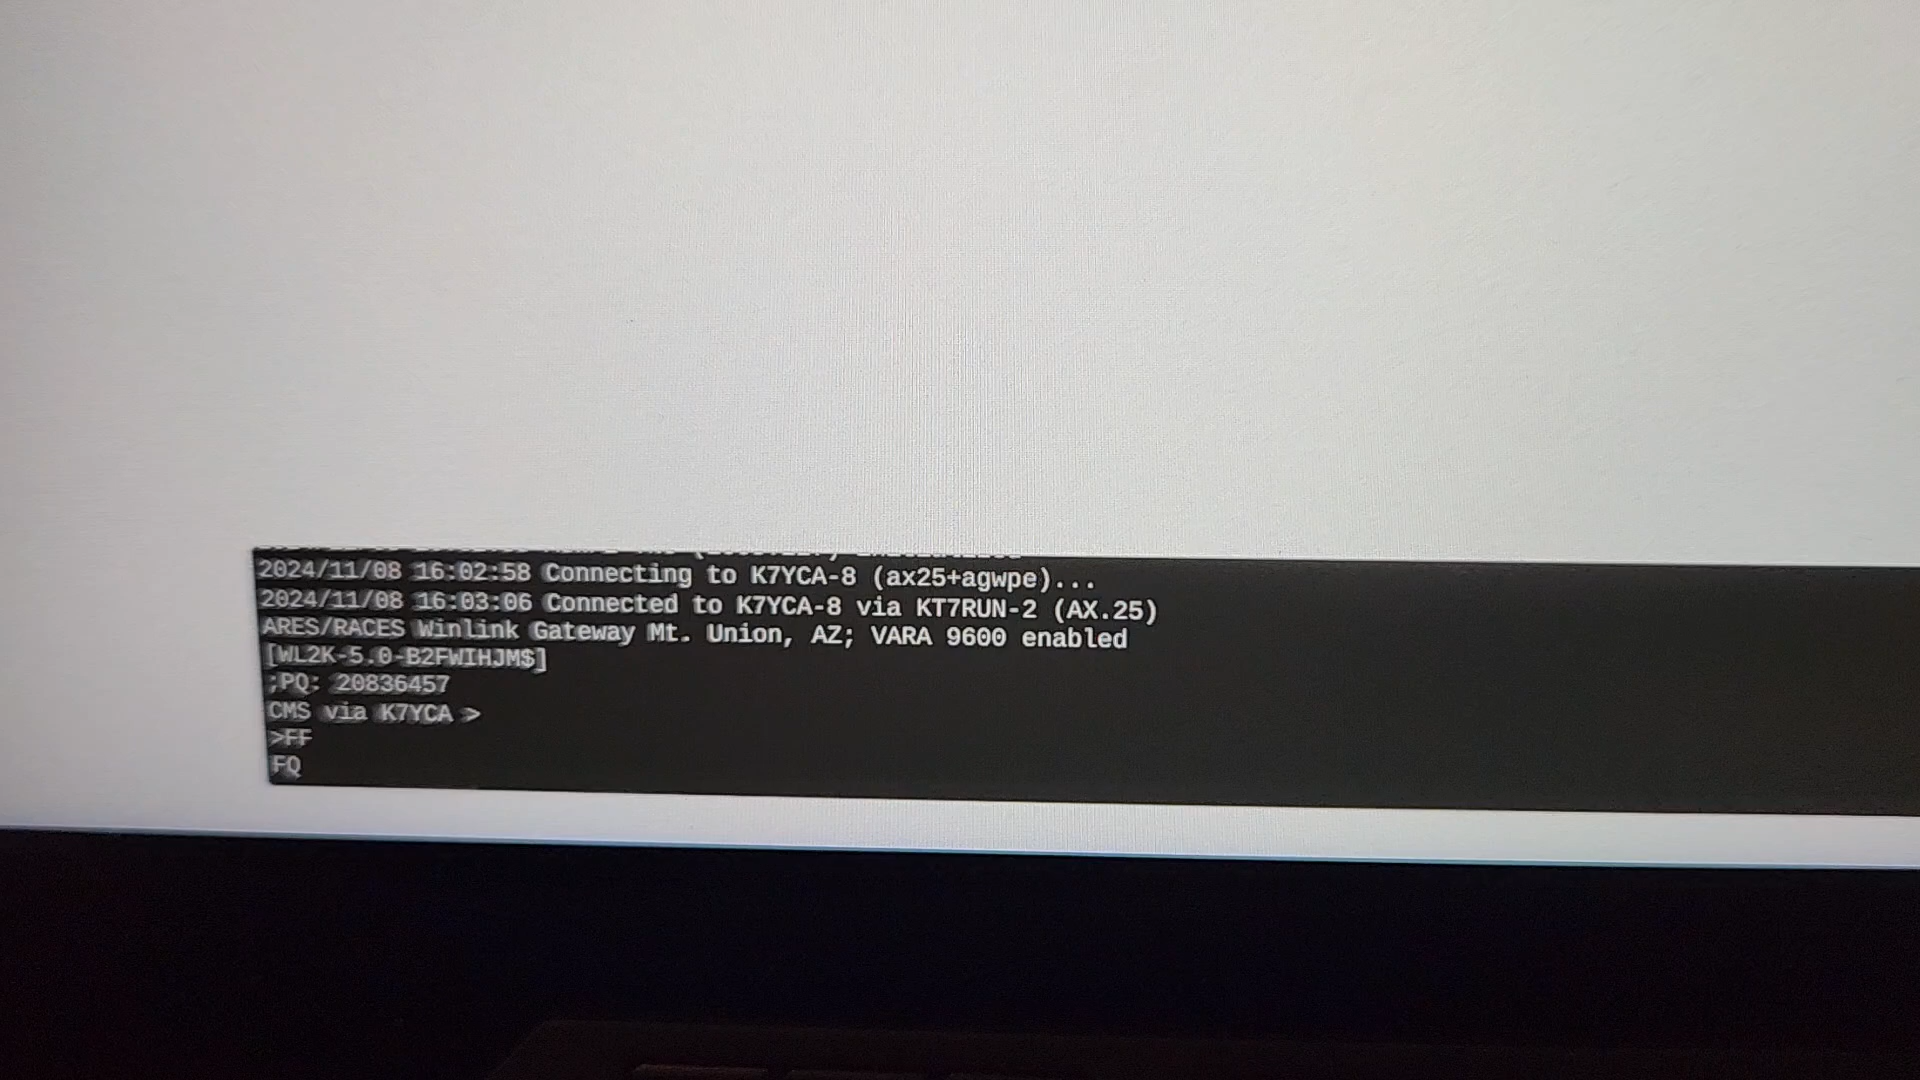 2024/11/08 16:02:58 Connecting to K7YCA-8 (ax25+agwpe)...
2024/11/08 16:03:06 Connected to K7YCA-8 via KT7RUN-2 (AX.25)
ARES/RACES Winlink Gateway Mt. Union, AZ; VARA 9600 enabled
[WL2K-5.0-B2FWIHJM$]
;PQ: 20836457
CMS via K7YCA >
>FF
FQ